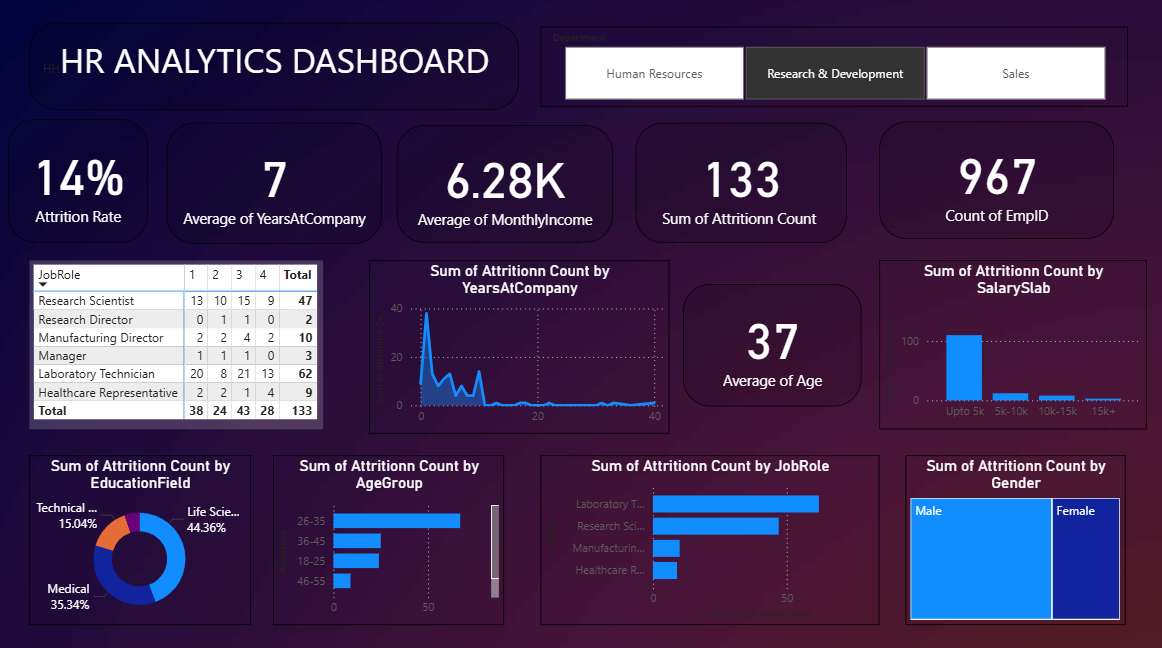 HR ANALYTICS DASHBOARD
Department
Human Resources
Research & Development
Sales
14%
Attrition Rate
7
Average of YearsAtCompany
6.28K
Average of MonthlyIncome
133
Sum of Attritionn Count
967
Count of EmpID
JobRole 1 2 3 4 Total
Research Scientist 13 10 15 9 47
Research Director 0 1 1 0 2
Manufacturing Director 2 2 4 2 10
Manager 1 1 1 0 3
Laboratory Technician 20 8 21 13 62
Healthcare Representative 2 2 1 4 9
Total 38 24 43 28 133
Sum of Attritionn Count by
YearsAtCompany
40
20
0
0 20 40
37
Average of Age
Sum of Attritionn Count by
SalarySlab
100
0
Upto 5k 5k-10k 10k-15k 15k+
Sum of Attritionn Count by
EducationField
Technical ...
15.04%
Life Scie...
44.36%
Medical
35.34%
Sum of Attritionn Count by
AgeGroup
26-35
36-45
18-25
46-55
0 50
Sum of Attritionn Count by JobRole
Laboratory T...
Research Sci...
Manufacturin...
Healthcare R...
0 50
Sum of Attritionn Count by
Gender
Male
Female